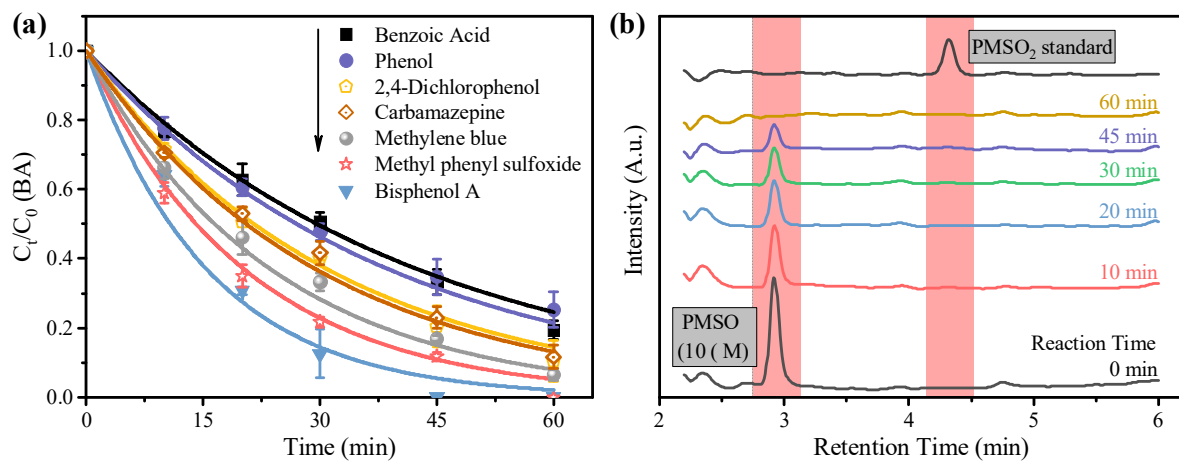 (a)
Benzoic Acid
Phenol
2,4-Dichlorophenol
Carbamazepine
Methylene blue
Methyl phenyl sulfoxide
Bisphenol A
C_t/C_0 (BA)
1.0
0.8
0.6
0.4
0.2
0.0
0
15
30
45
60
Time (min)
(b)
PMSO₂ standard
60 min
45 min
30 min
20 min
10 min
PMSO
(10 ( M)
Reaction Time
0 min
Intensity (A.u.)
2
3
4
5
6
Retention Time (min)